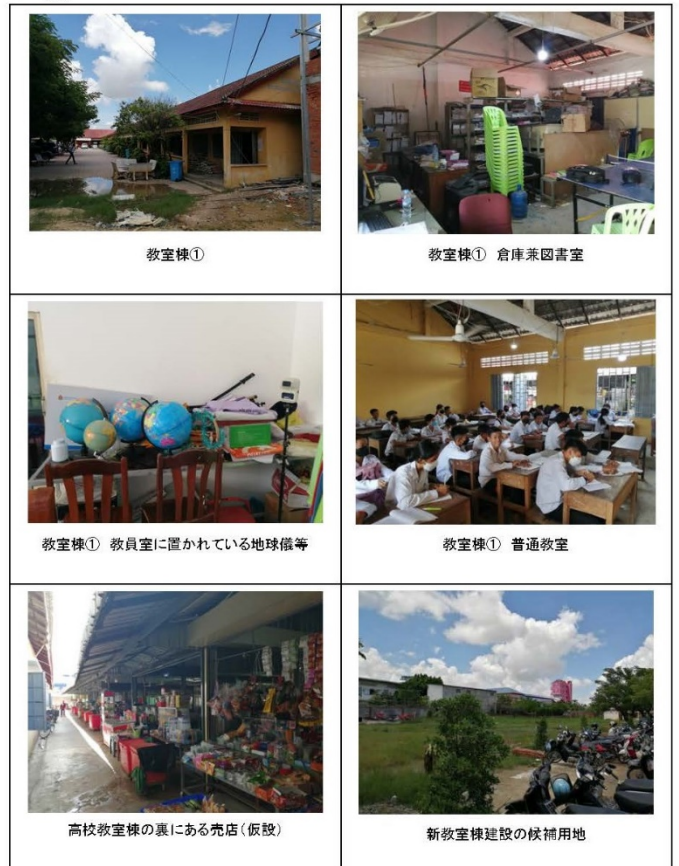 教室棟①
教室棟① 倉庫兼図書室
教室棟① 教員室に置かれている地球儀等
教室棟① 普通教室
高校教室棟の裏にある売店（仮設）
新教室棟建設の候補用地